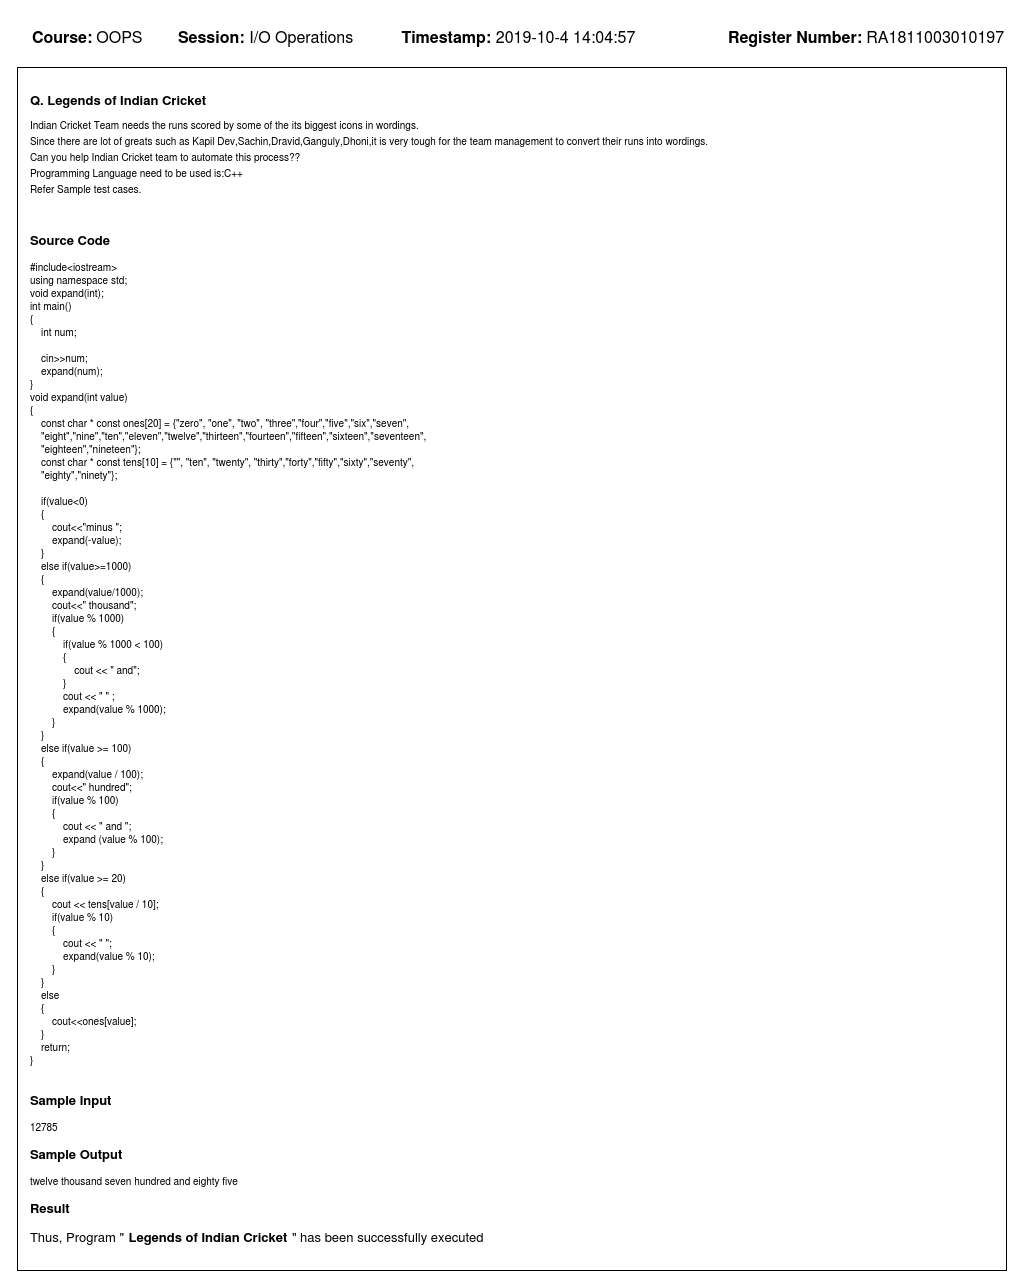 Course: OOPS Session: I/O Operations Timestamp: 2019-10-4 14:04:57 Register Number: RA1811003010197
Q. Legends of Indian Cricket
Indian Cricket Team needs the runs scored by some of the its biggest icons in wordings.
Since there are lot of greats such as Kapil Dev,Sachin,Dravid,Ganguly,Dhoni,it is very tough for the team management to convert their runs into wordings.
Can you help Indian Cricket team to automate this process??
Programming Language need to be used is:C++
Refer Sample test cases.
Source Code
#include<iostream>
using namespace std;
void expand(int);
int main()
{
    int num;
    cin>>num;
    expand(num);
}
void expand(int value)
{
    const char * const ones[20] = {"zero", "one", "two", "three","four","five","six","seven",
    "eight","nine","ten","eleven","twelve","thirteen","fourteen","fifteen","sixteen","seventeen",
    "eighteen","nineteen"};
    const char * const tens[10] = {"", "ten", "twenty", "thirty","forty","fifty","sixty","seventy",
    "eighty","ninety"};
    if(value<0)
    {
        cout<<"minus ";
        expand(-value);
    }
    else if(value>=1000)
    {
        expand(value/1000);
        cout<<" thousand";
        if(value % 1000)
        {
            if(value % 1000 < 100)
            {
                cout << " and";
            }
            cout << " " ;
            expand(value % 1000);
        }
    }
    else if(value >= 100)
    {
        expand(value / 100);
        cout<<" hundred";
        if(value % 100)
        {
            cout << " and ";
            expand (value % 100);
        }
    }
    else if(value >= 20)
    {
        cout << tens[value / 10];
        if(value % 10)
        {
            cout << " ";
            expand(value % 10);
        }
    }
    else
    {
        cout<<ones[value];
    }
    return;
}
Sample Input
12785
Sample Output
twelve thousand seven hundred and eighty five
Result
Thus, Program " Legends of Indian Cricket " has been successfully executed